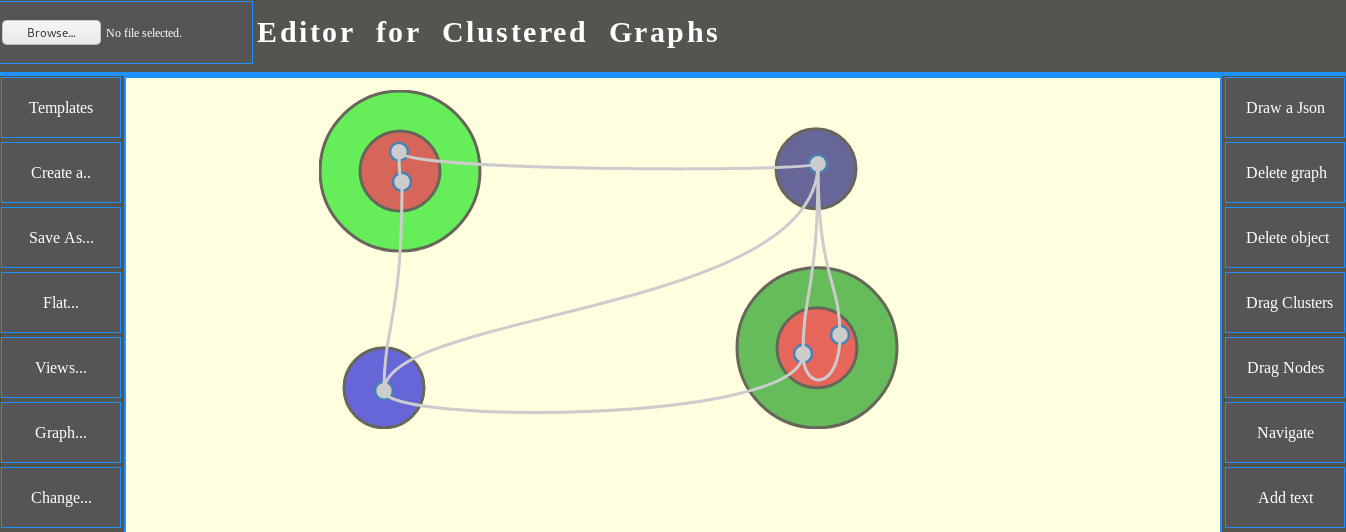 Browse...
No file selected.
Editor for Clustered Graphs
Templates
Create a..
Save As...
Flat...
Views...
Graph...
Change...
Draw a Json
Delete graph
Delete object
Drag Clusters
Drag Nodes
Navigate
Add text